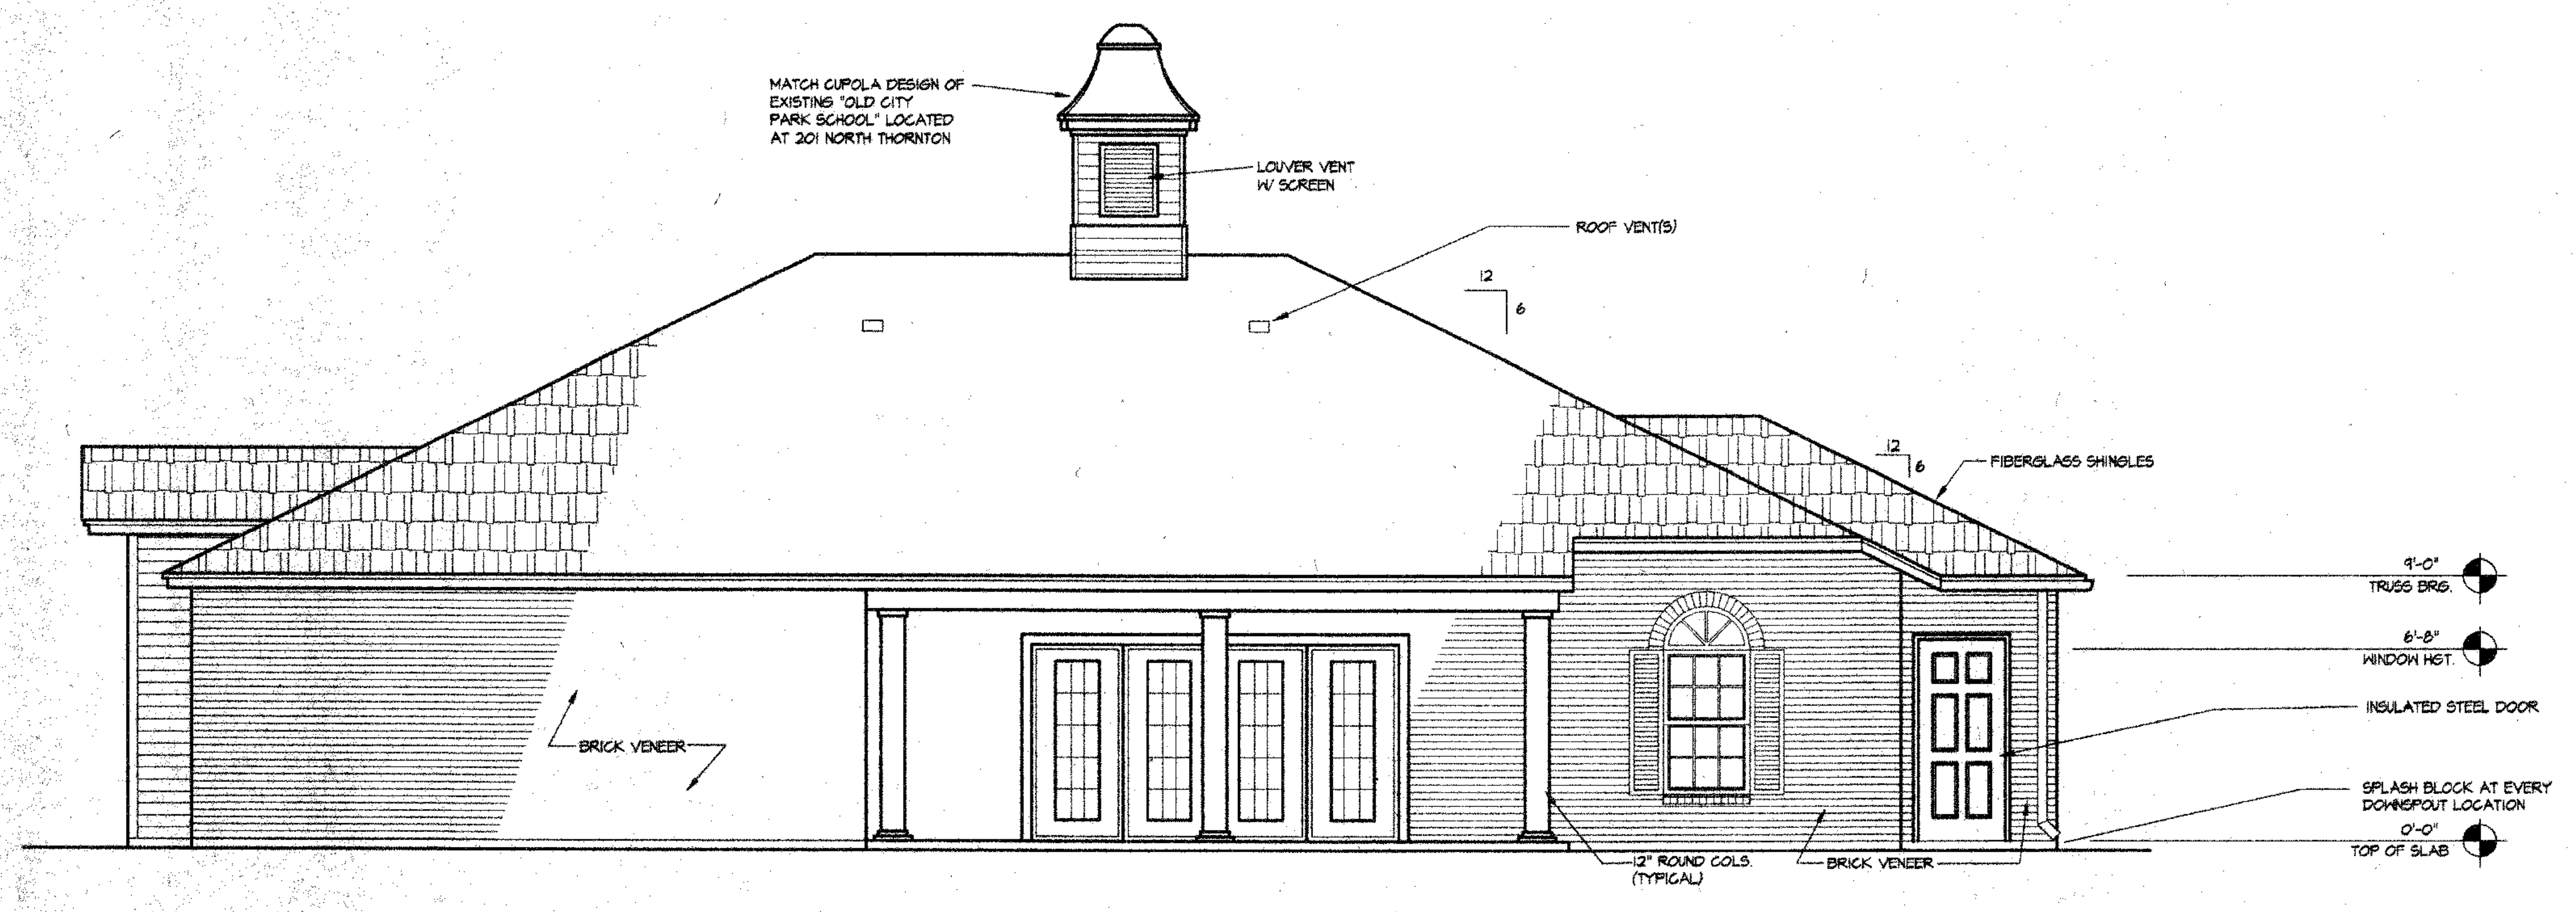 MATCH CUPOLA DESIGN OF
EXISTING "OLD CITY
PARK SCHOOL" LOCATED
AT 201 NORTH THORNTON
LOUVER VENT
W/ SCREEN
ROOF VENT(S)
12
6
12
6
FIBERGLASS SHINGLES
9'-0"
TRUSS BRG.
6'-8"
WINDOW HGT.
INSULATED STEEL DOOR
BRICK VENEER
SPLASH BLOCK AT EVERY
DOWNSPOUT LOCATION
0'-0"
TOP OF SLAB
12" ROUND COLS.
(TYPICAL)
BRICK VENEER